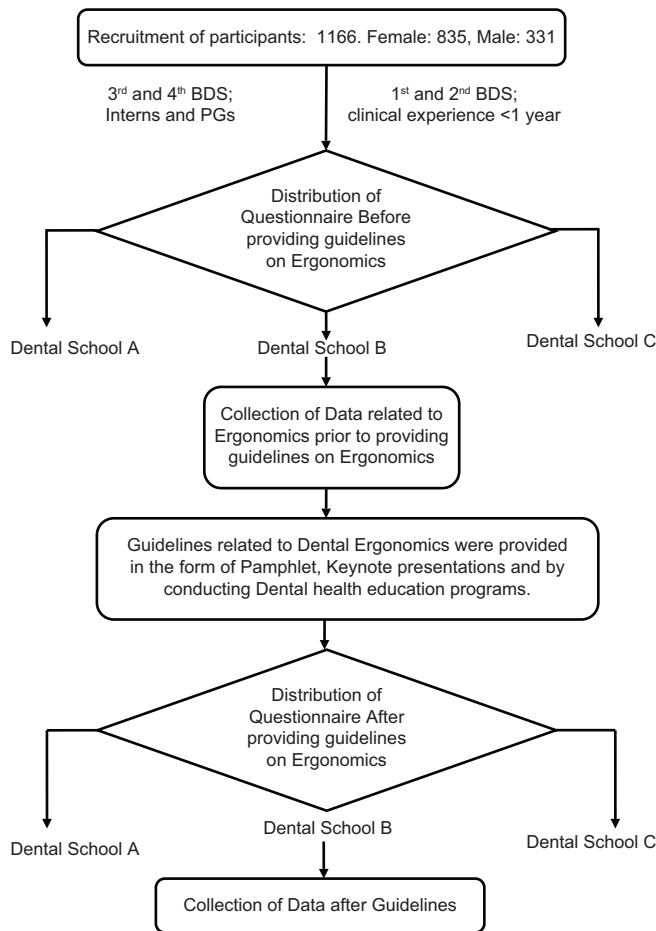 Recruitment of participants: 1166. Female: 835, Male: 331
3rd and 4th BDS;
Interns and PGs
1st and 2nd BDS;
clinical experience <1 year
Distribution of
Questionnaire Before
providing guidelines
on Ergonomics
Dental School A
Dental School B
Dental School C
Collection of Data related to
Ergonomics prior to providing
guidelines on Ergonomics
Guidelines related to Dental Ergonomics were provided
in the form of Pamphlet, Keynote presentations and by
conducting Dental health education programs.
Distribution of
Questionnaire After
providing guidelines
on Ergonomics
Dental School A
Dental School B
Dental School C
Collection of Data after Guidelines